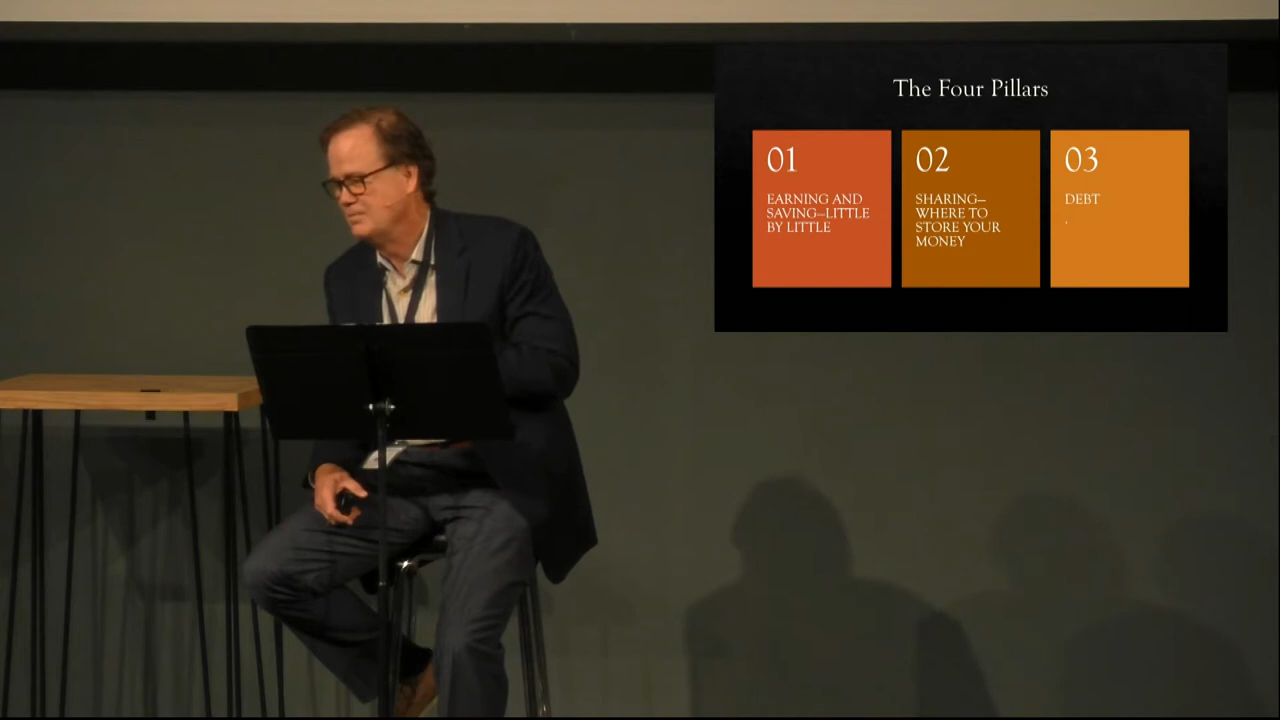 The Four Pillars
01
EARNING AND
SAVING–LITTLE
BY LITTLE
02
SHARING–
WHERE TO
STORE YOUR
MONEY
03
DEBT
.